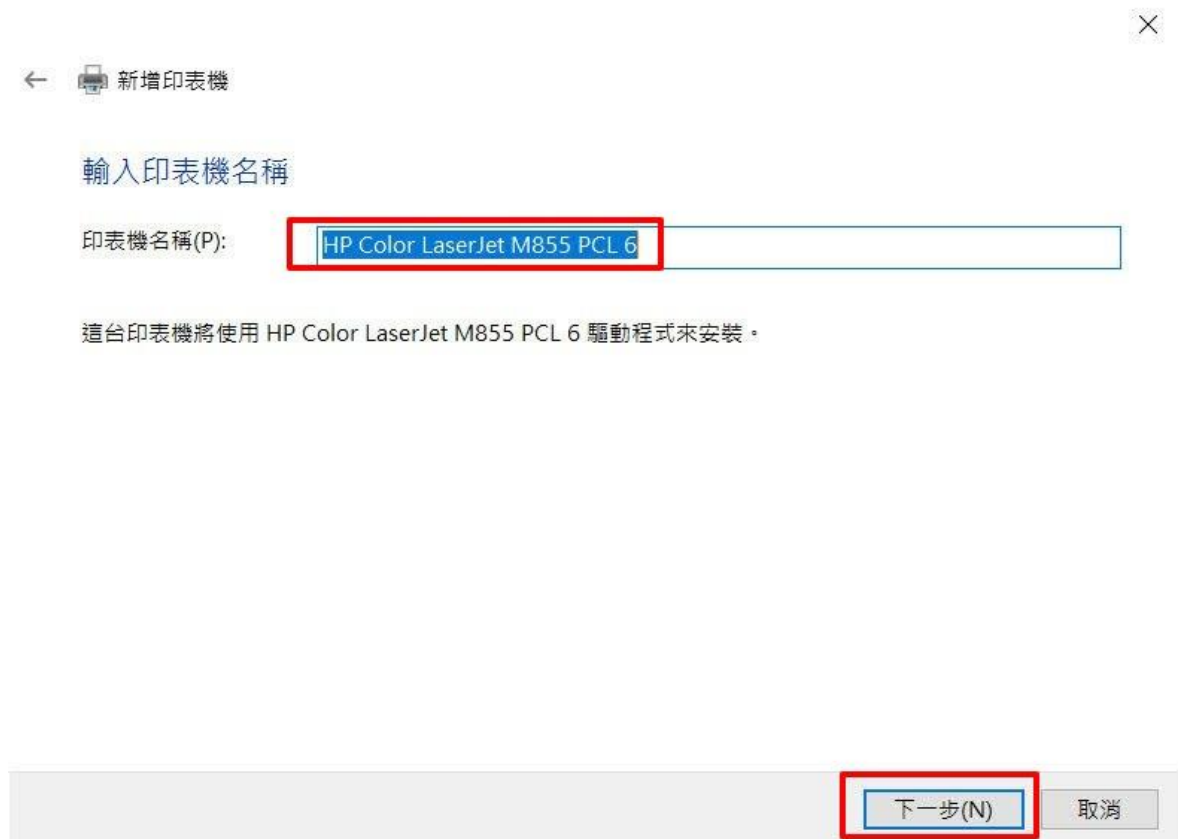 新增印表機
輸入印表機名稱
印表機名稱(P): HP Color LaserJet M855 PCL 6
這台印表機將使用 HP Color LaserJet M855 PCL 6 驅動程式來安裝。
下一步(N) 取消